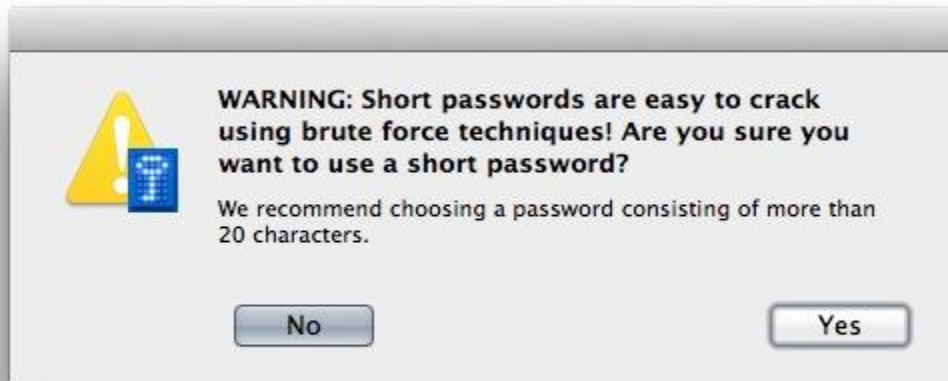 WARNING: Short passwords are easy to crack
using brute force techniques! Are you sure you
want to use a short password?
We recommend choosing a password consisting of more than
20 characters.
No
Yes